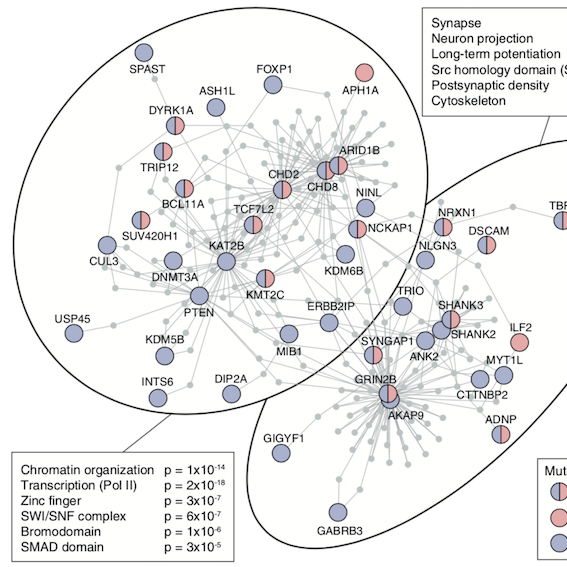 Synapse
Neuron projection
Long-term potentiation
Src homology domain (S
Postsynaptic density
Cytoskeleton
SPAST
FOXP1
APH1A
ASH1L
DYRK1A
TRIP12
ARID1B
CHD2
CHD8
BCL11A
NINL
TCF7L2
NRXN1
TBR
SUV420H1
NCKAP1
DSCAM
CUL3
KAT2B
NLGN3
DNMT3A
KDM6B
KMT2C
TRIO
PTEN
ERBB2IP
SHANK3
USP45
SHANK2
ILF2
KDM5B
MIB1
SYNGAP1
ANK2
MYT1L
INTS6
DIP2A
GRIN2B
CTTNBP2
AKAP9
ADNP
GIGYF1
GABRB3
Chromatin organization p = 1x10-14
Transcription (Pol II) p = 2x10-18
Zinc finger p = 3x10-7
SWI/SNF complex p = 6x10-7
Bromodomain p = 1x10-6
SMAD domain p = 3x10-5
Muta